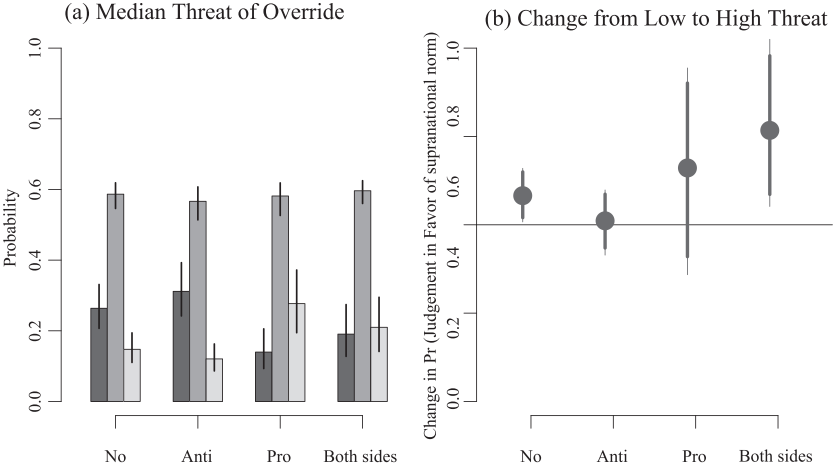 (a) Median Threat of Override
Probability
1.0
0.8
0.6
0.4
0.2
0.0
No Anti Pro Both sides
(b) Change from Low to High Threat
Change in Pr (Judgement in Favor of supranational norm)
1.0
0.8
0.6
0.4
0.2
0.0
No Anti Pro Both sides